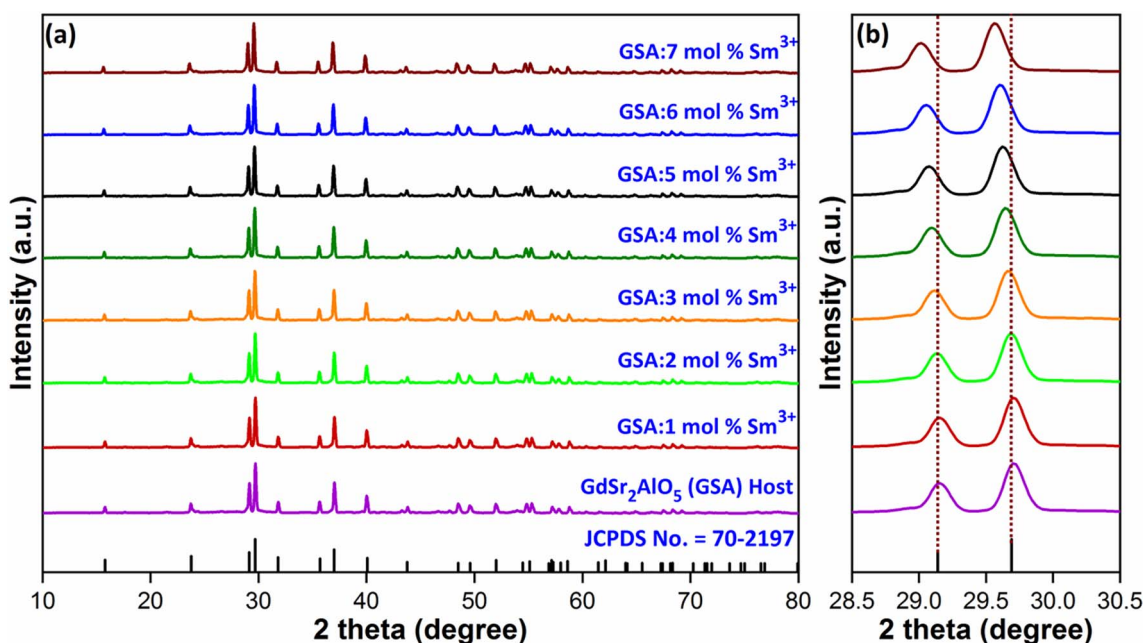 (a)
GSA:7 mol % Sm³⁺
GSA:6 mol % Sm³⁺
GSA:5 mol % Sm³⁺
GSA:4 mol % Sm³⁺
GSA:3 mol % Sm³⁺
GSA:2 mol % Sm³⁺
GSA:1 mol % Sm³⁺
GdSr₂AlO₅ (GSA) Host
JCPDS No. = 70-2197
Intensity (a.u.)
10 20 30 40 50 60 70 80
2 theta (degree)
(b)
Intensity (a.u.)
28.5 29.0 29.5 30.0 30.5
2 theta (degree)